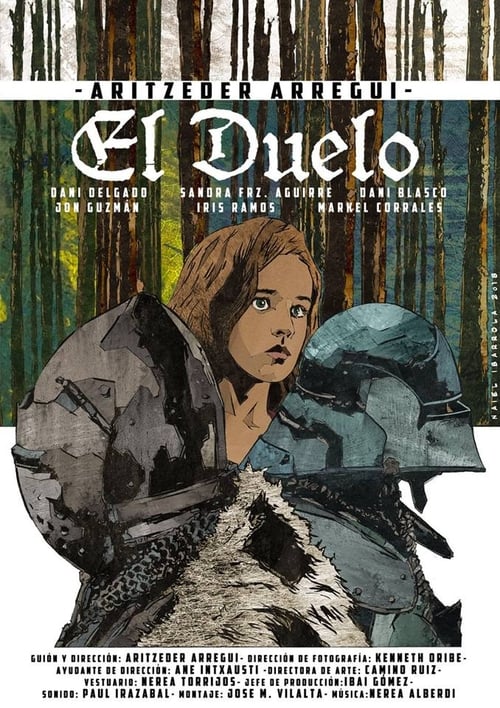 - ARITZEDER ARREGUI -
El Duelo
DANI DELGADO SANDRA FRZ. AGUIRRE DANI BLASCO
JON GUZMÁN IRIS RAMOS MARKEL CORRALES
MIKEL IBARROLA 2018
GUIÓN Y DIRECCIÓN: ARITZEDER ARREGUI- DIRECCIÓN DE FOTOGRAFÍA: KENNETH ORIBE-
AYUDANTE DE DIRECCIÓN: ANE INTXAUSTI -DIRECTORA DE ARTE: CAMINO RUIZ-
VESTUARIO: NEREA TORRIJOS- JEFE DE PRODUCCIÓN: IBAI GÓMEZ-
SONIDO: PAUL IRAZABAL- MONTAJE: JOSE M. VILALTA- MÚSICA: NEREA ALBERDI